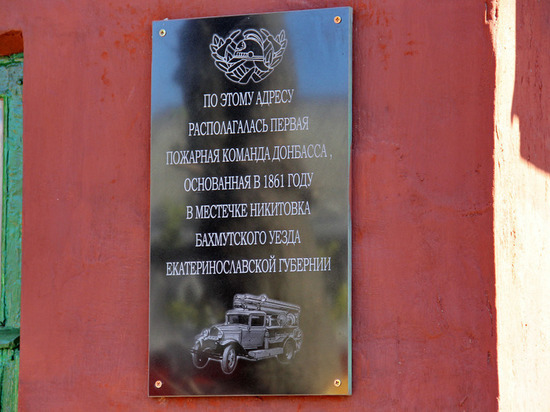 ПО ЭТОМУ АДРЕСУ
РАСПОЛАГАЛАСЬ ПЕРВАЯ
ПОЖАРНАЯ КОМАНДА ДОНБАССА ,
ОСНОВАННАЯ В 1861 ГОДУ
В МЕСТЕЧКЕ НИКИТОВКА
БАХМУТСКОГО УЕЗДА
ЕКАТЕРИНОСЛАВСКОЙ ГУБЕРНИИ